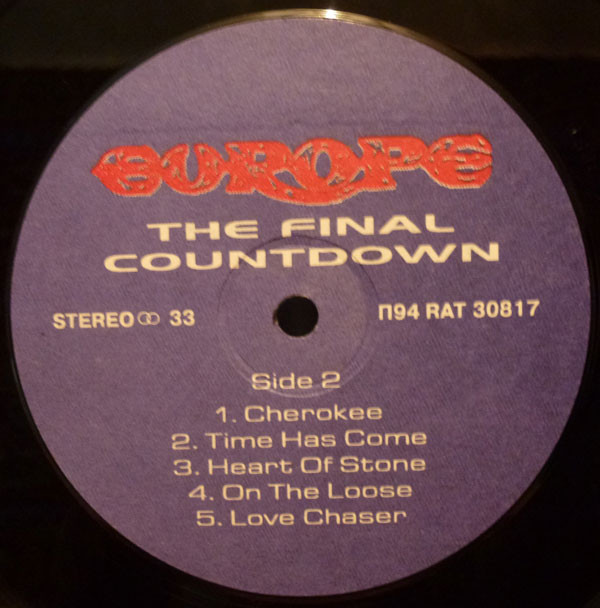 EUROPE
THE FINAL
COUNTDOWN
STEREO 33
П94 RAT 30817
Side 2
1. Cherokee
2. Time Has Come
3. Heart Of Stone
4. On The Loose
5. Love Chaser